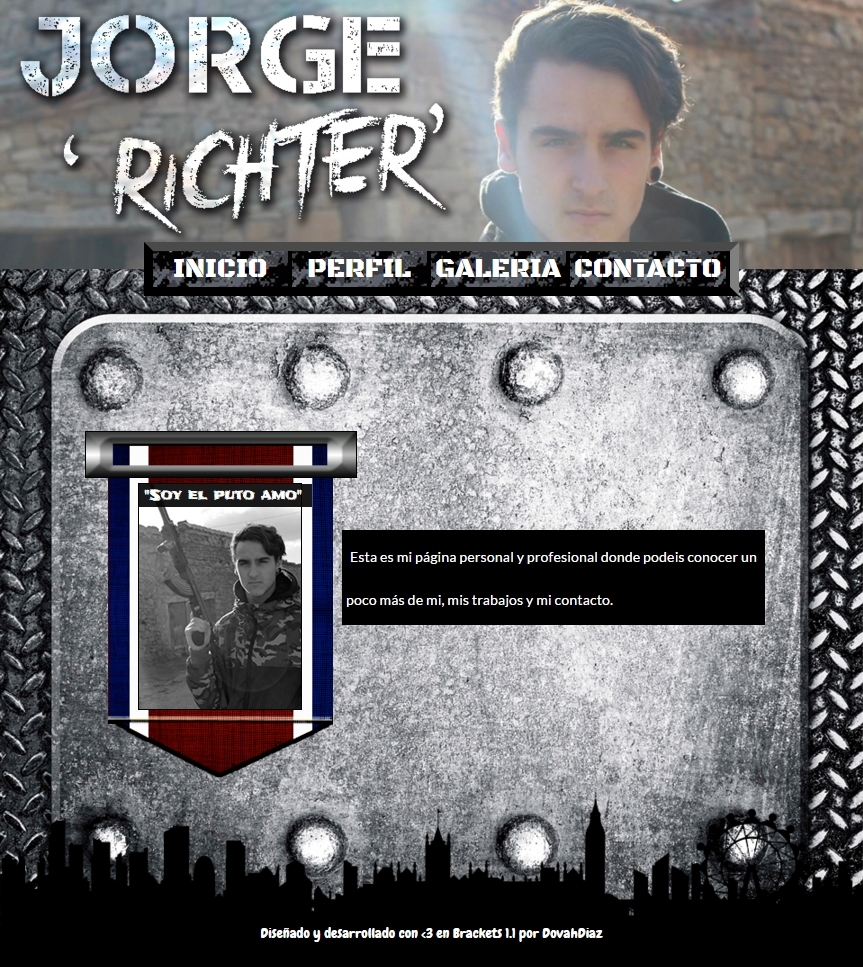 JORGE
‘ RICHTER’
INICIO PERFIL GALERIA CONTACTO
"Soy el puto amo"
Esta es mi página personal y profesional donde podeis conocer un
poco más de mi, mis trabajos y mi contacto.
Diseñado y desarrollado con <3 en Brackets 1.1 por DovahDiaz